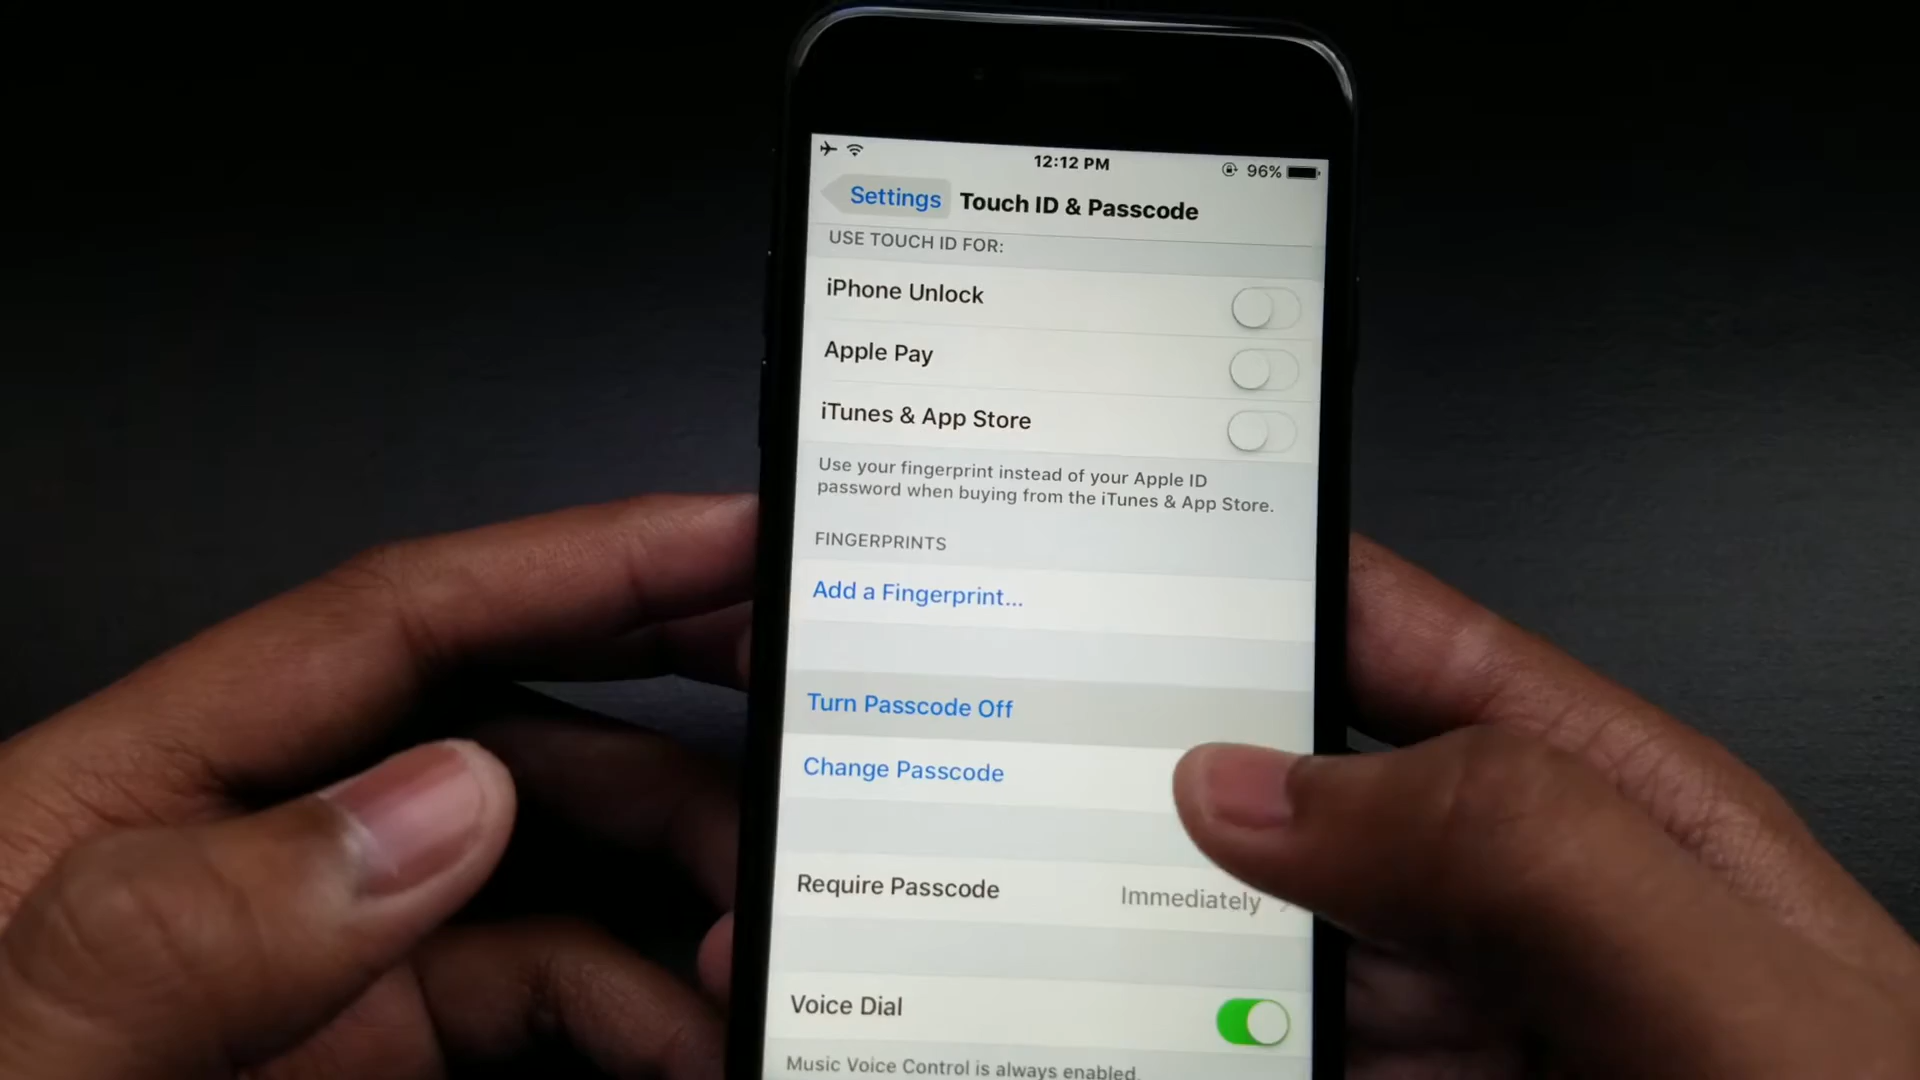 12:12 PM
96%
Settings
Touch ID & Passcode
USE TOUCH ID FOR:
iPhone Unlock
Apple Pay
iTunes & App Store
Use your fingerprint instead of your Apple ID
password when buying from the iTunes & App Store.
FINGERPRINTS
Add a Fingerprint...
Turn Passcode Off
Change Passcode
Require Passcode
Immediately
Voice Dial
Music Voice Control is always enabled.